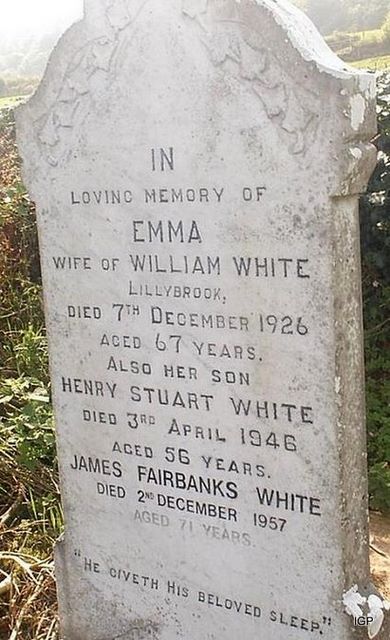 IN
LOVING MEMORY OF
EMMA
WIFE OF WILLIAM WHITE
LILLYBROOK,
DIED 7TH DECEMBER 1926
AGED 67 YEARS.
ALSO HER SON
HENRY STUART WHITE
DIED 3RD APRIL 1946
AGED 56 YEARS.
JAMES FAIRBANKS WHITE
DIED 2ND DECEMBER 1957
AGED 71 YEARS.
"HE GIVETH HIS BELOVED SLEEP"
IGP